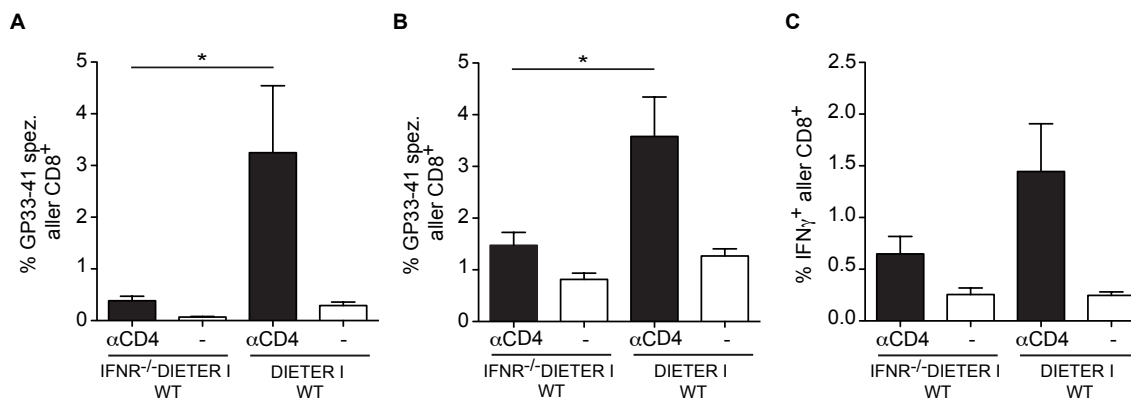 A
% GP33-41 spez.
aller CD8+
5
4
3
2
1
0
*
αCD4 - αCD4 -
IFNR-/-DIETER I DIETER I
WT WT
B
% GP33-41 spez.
aller CD8+
5
4
3
2
1
0
*
αCD4 - αCD4 -
IFNR-/-DIETER I DIETER I
WT WT
C
% IFNγ+ aller CD8+
2.5
2.0
1.5
1.0
0.5
0.0
αCD4 - αCD4 -
IFNR-/-DIETER I DIETER I
WT WT